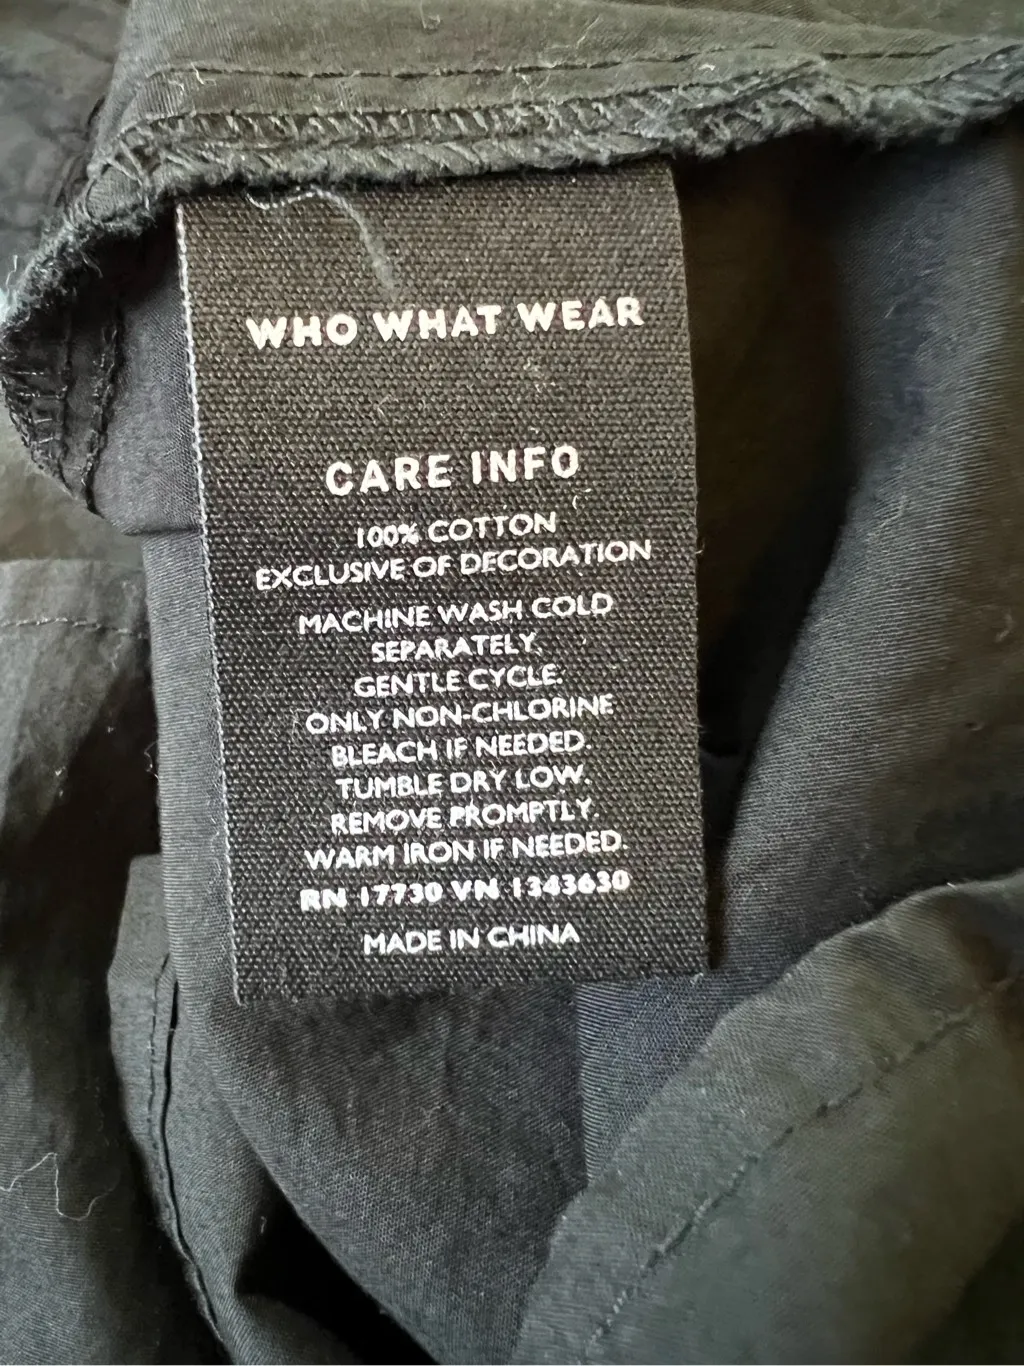 WHO WHAT WEAR
CARE INFO
100% COTTON
EXCLUSIVE OF DECORATION
MACHINE WASH COLD
SEPARATELY.
GENTLE CYCLE.
ONLY NON-CHLORINE
BLEACH IF NEEDED.
TUMBLE DRY LOW.
REMOVE PROMPTLY.
WARM IRON IF NEEDED.
RN 17730 VN 1343630
MADE IN CHINA